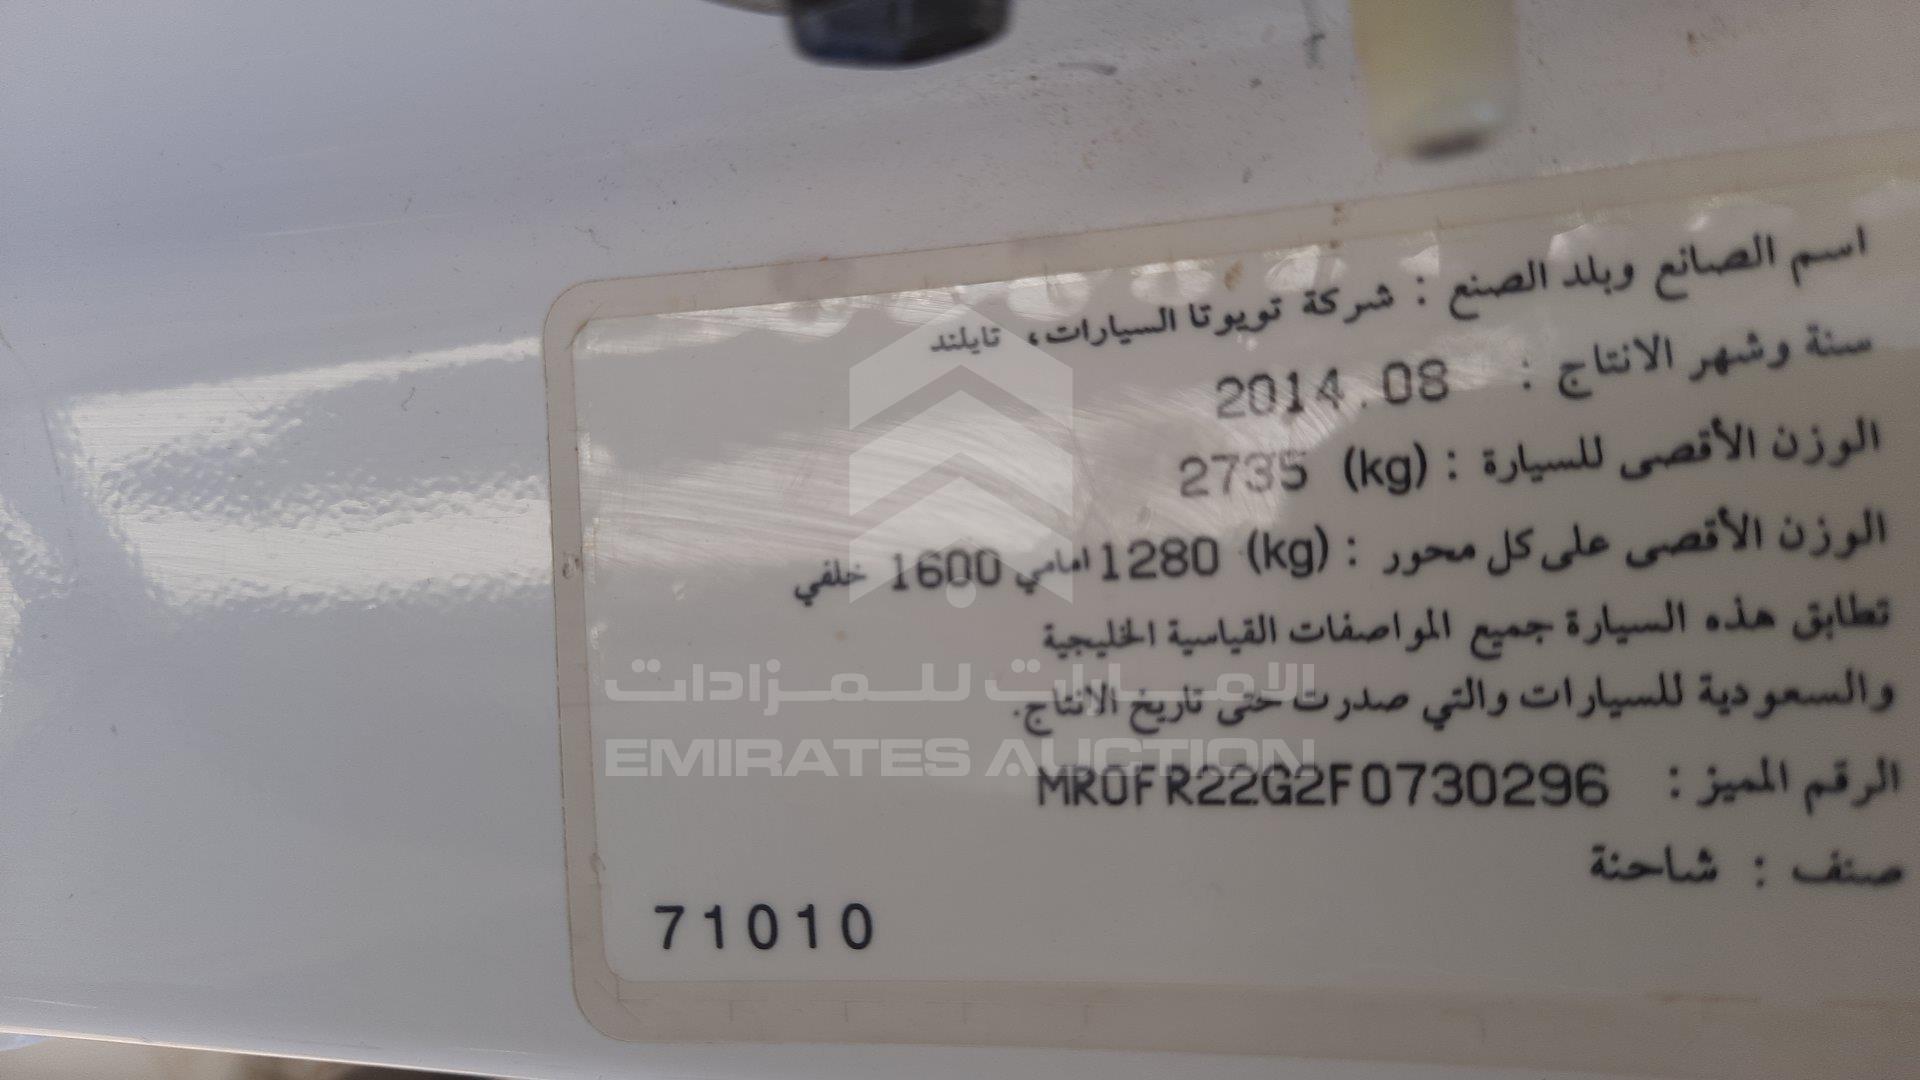 اسم الصانع وبلد الصنع : شركة تويوتا السيارات، تايلند
سنة وشهر الانتاج : 2014.08
الوزن الأقصى للسيارة : (kg) 2735
الوزن الأقصى على كل محور : (kg) 1280 امامي 1600 خلفي
تطابق هذه السيارة جميع المواصفات القياسية الخليجية
والسعودية للسيارات والتي صدرت حتى تاريخ الانتاج.
الرقم المميز : MR0FR22G2F0730296
صنف : شاحنة
71010
الامارات للمزادات
EMIRATES AUCTION